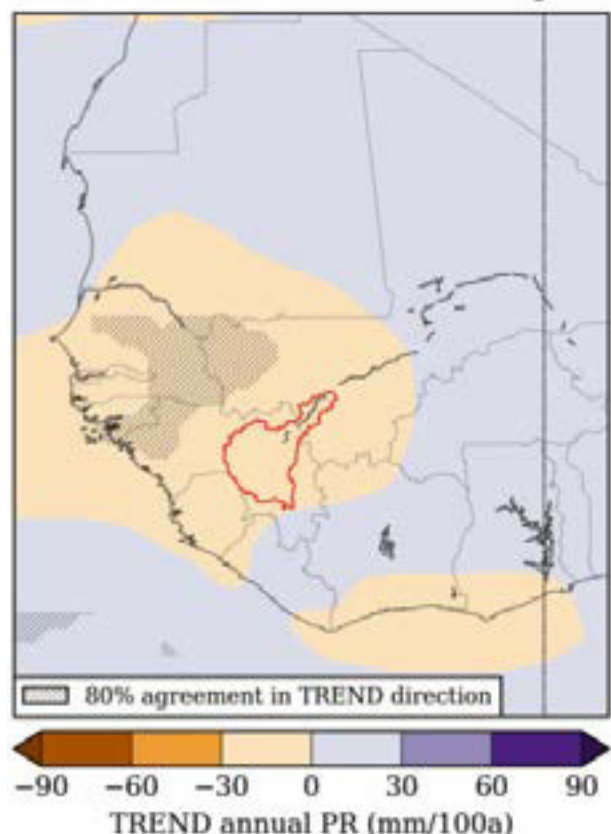 80% agreement in TREND direction
−90 −60 −30 0 30 60 90
TREND annual PR (mm/100a)